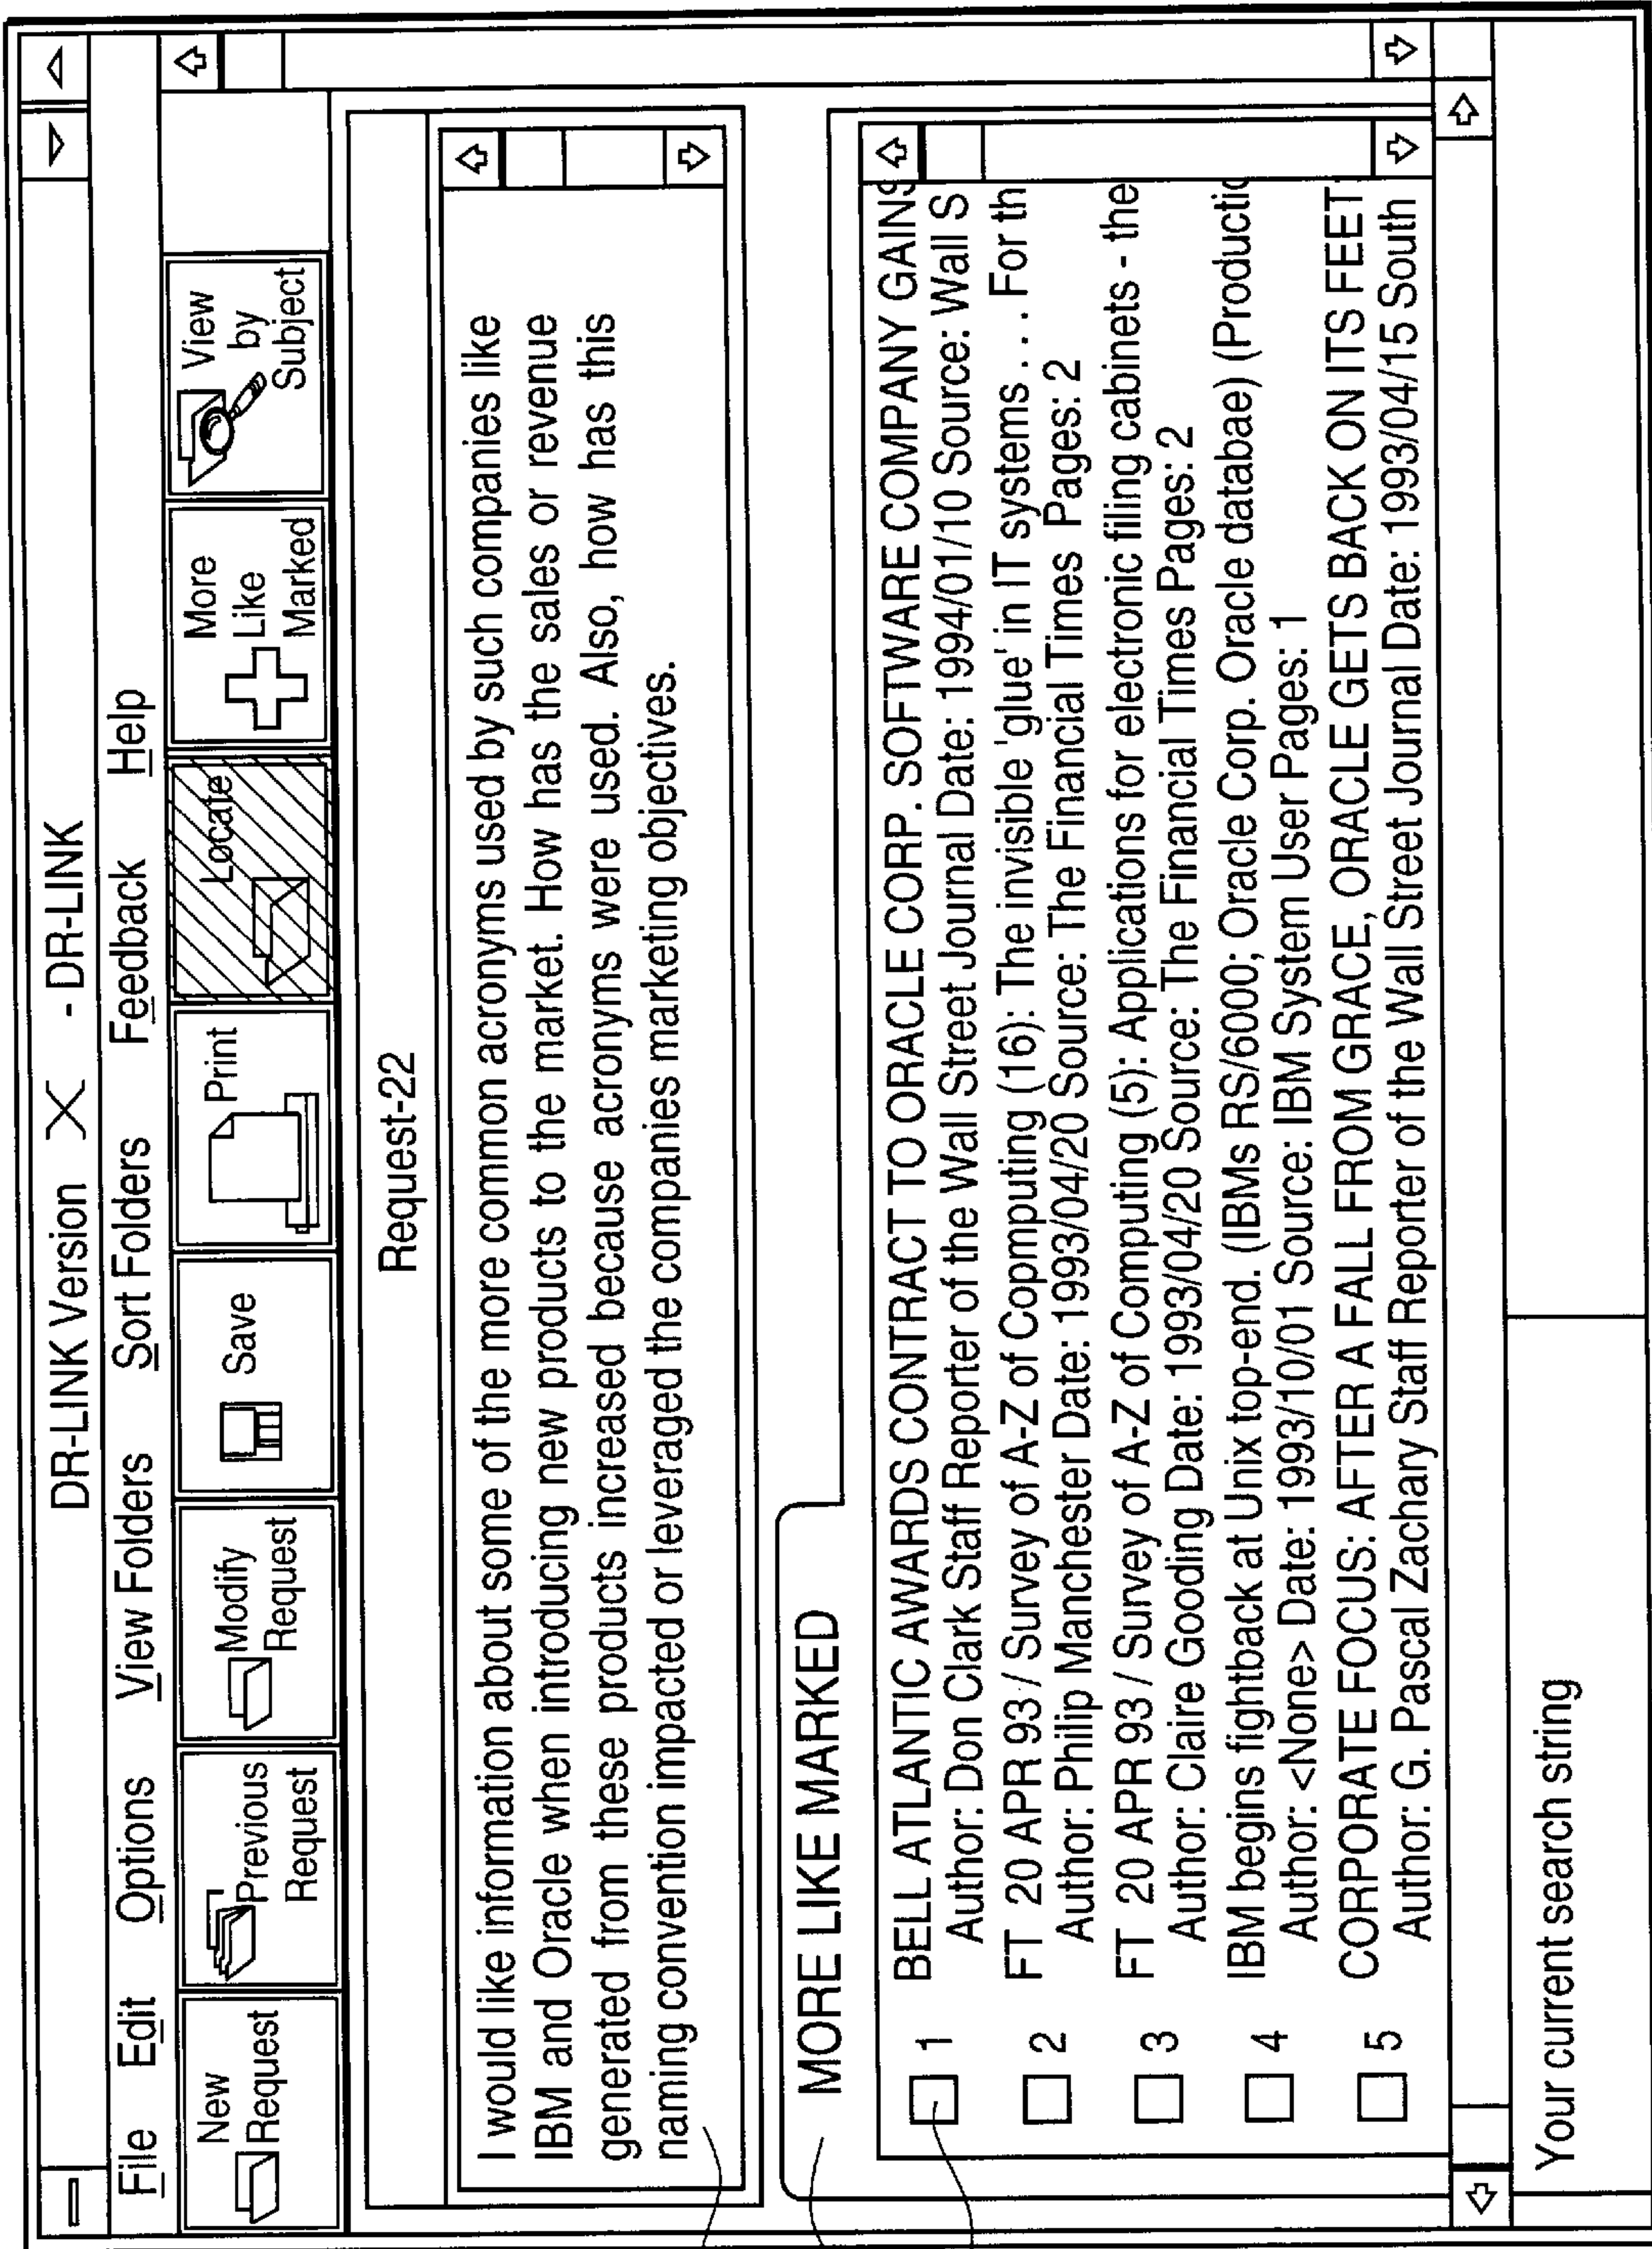 DR-LINK Version X - DR-LINK
File Edit Options View Folders Sort Folders Feedback Help
New Request
Previous Request
Modify Request
Save
Print
Locate
More Like Marked
View by Subject
Request-22
I would like information about some of the more common acronyms used by such companies like
IBM and Oracle when introducing new products to the market. How has the sales or revenue
generated from these products increased because acronyms were used. Also, how has this
naming convention impacted or leveraged the companies marketing objectives.
MORE LIKE MARKED
1 BELL ATLANTIC AWARDS CONTRACT TO ORACLE CORP. SOFTWARE COMPANY GAINS
Author: Don Clark Staff Reporter of the Wall Street Journal Date: 1994/01/10 Source: Wall S
2 FT 20 APR 93 / Survey of A-Z of Copmputing (16): The invisible 'glue' in IT systems . . . For th
Author: Philip Manchester Date: 1993/04/20 Source: The Financial Times Pages: 2
3 FT 20 APR 93 / Survey of A-Z of Computing (5): Applications for electronic filing cabinets - the
Author: Claire Gooding Date: 1993/04/20 Source: The Financial Times Pages: 2
4 IBM begins fightback at Unix top-end. (IBMs RS/6000; Oracle Corp. Oracle databae) (Productio
Author: <None> Date: 1993/10/01 Source: IBM System User Pages: 1
5 CORPORATE FOCUS: AFTER A FALL FROM GRACE, ORACLE GETS BACK ON ITS FEET
Author: G. Pascal Zachary Staff Reporter of the Wall Street Journal Date: 1993/04/15 South
Your current search string